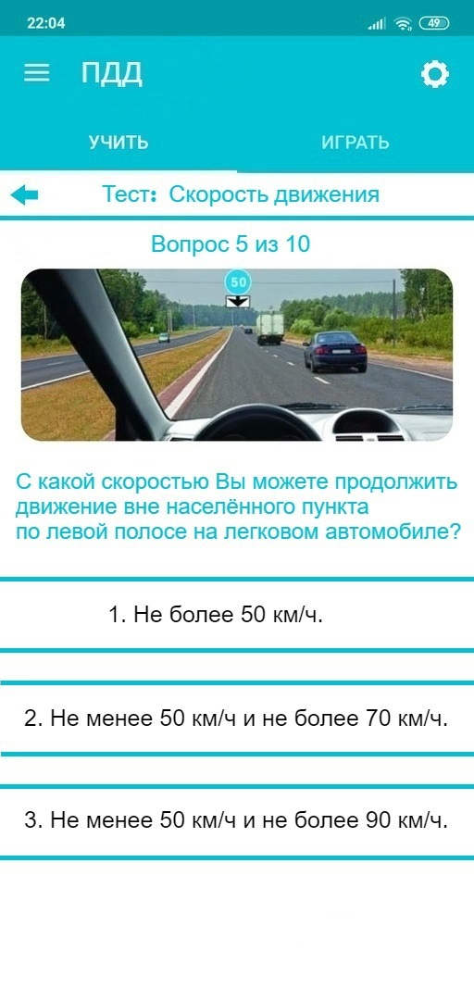 22:04
49
ПДД
УЧИТЬ
ИГРАТЬ
Тест: Скорость движения
Вопрос 5 из 10
50
С какой скоростью Вы можете продолжить
движение вне населённого пункта
по левой полосе на легковом автомобиле?
1. Не более 50 км/ч.
2. Не менее 50 км/ч и не более 70 км/ч.
3. Не менее 50 км/ч и не более 90 км/ч.